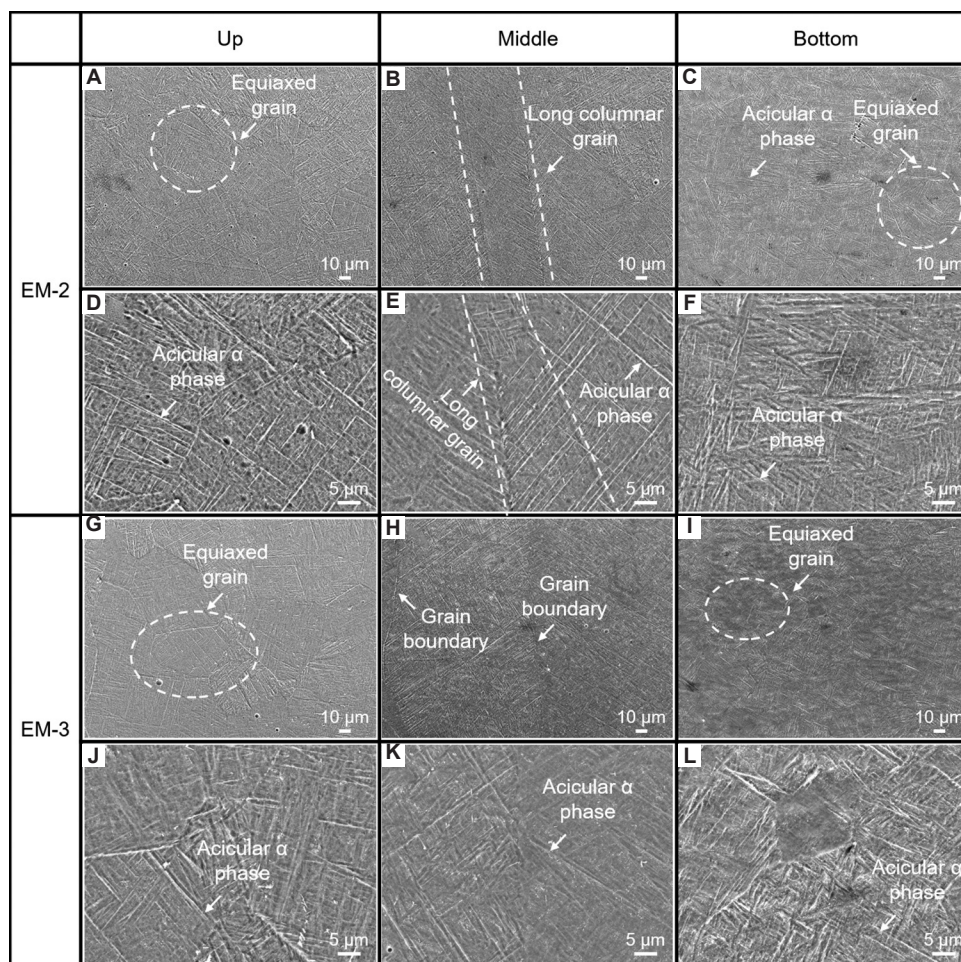 Up
Middle
Bottom
EM-2
A
Equiaxed
grain
10 µm
B
Long columnar
grain
10 µm
C
Acicular α
phase
Equiaxed
grain
10 µm
D
Acicular α
phase
5 µm
E
Long
columnar grain
Acicular α
phase
5 µm
F
Acicular α
phase
5 µm
EM-3
G
Equiaxed
grain
10 µm
H
Grain
boundary
Grain
boundary
10 µm
I
Equiaxed
grain
10 µm
J
Acicular α
phase
5 µm
K
Acicular α
phase
5 µm
L
Acicular α
phase
5 µm